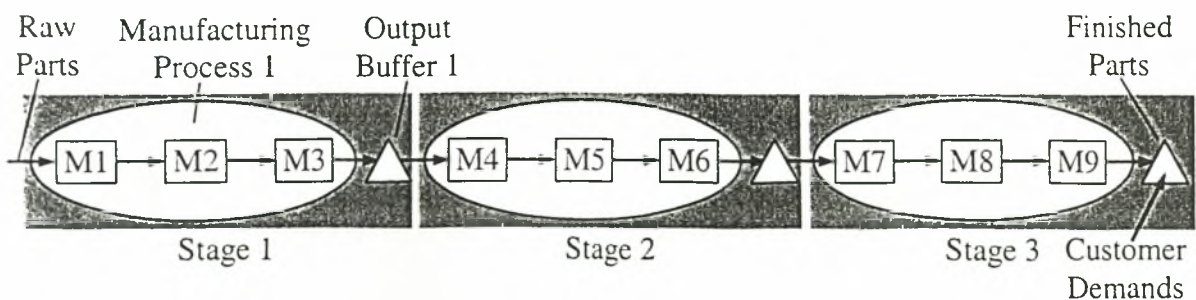 Raw
Parts
Manufacturing
Process 1
Output
Buffer 1
Finished
Parts
M1 M2 M3 M4 M5 M6 M7 M8 M9
Stage 1
Stage 2
Stage 3
Customer
Demands